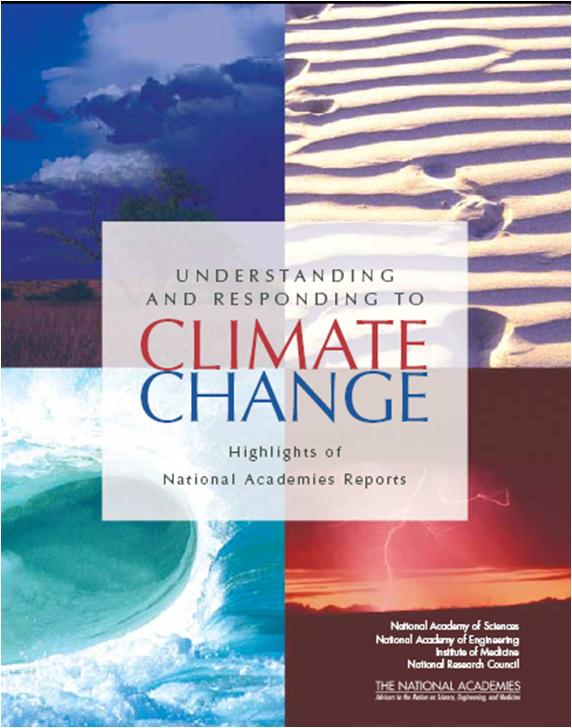 UNDERSTANDING
AND RESPONDING TO
CLIMATE
CHANGE
Highlights of
National Academies Reports
National Academy of Sciences
National Academy of Engineering
Institute of Medicine
National Research Council
THE NATIONAL ACADEMIES
Advisers to the Nation on Science, Engineering, and Medicine